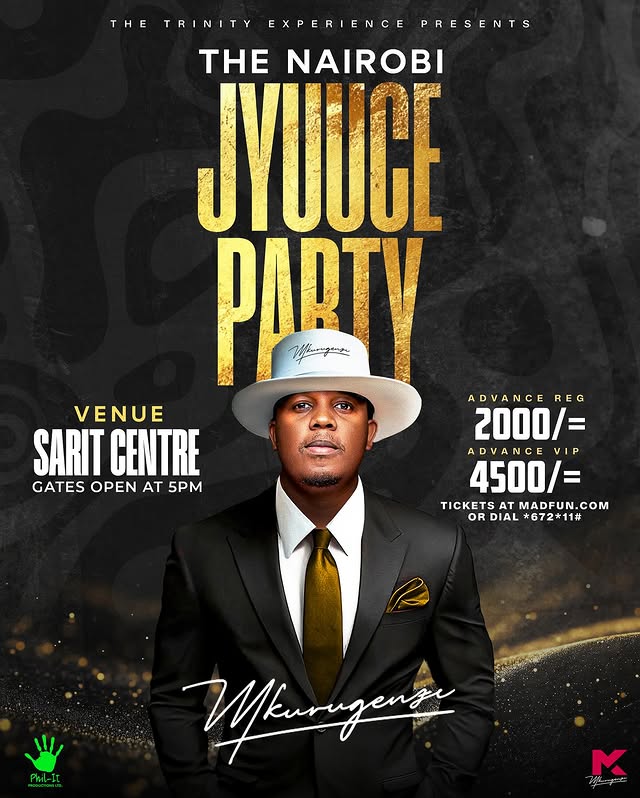 THE TRINITY EXPERIENCE PRESENTS
THE NAIROBI
JYUUCE
PARTY
Mkurugenzi
VENUE
SARIT CENTRE
GATES OPEN AT 5PM
ADVANCE REG
2000/=
ADVANCE VIP
4500/=
TICKETS AT MADFUN.COM
OR DIAL *672*11#
Mkurugenzi
Phil-It
PRODUCTIONS LTD.
MK
Mkurugenzi